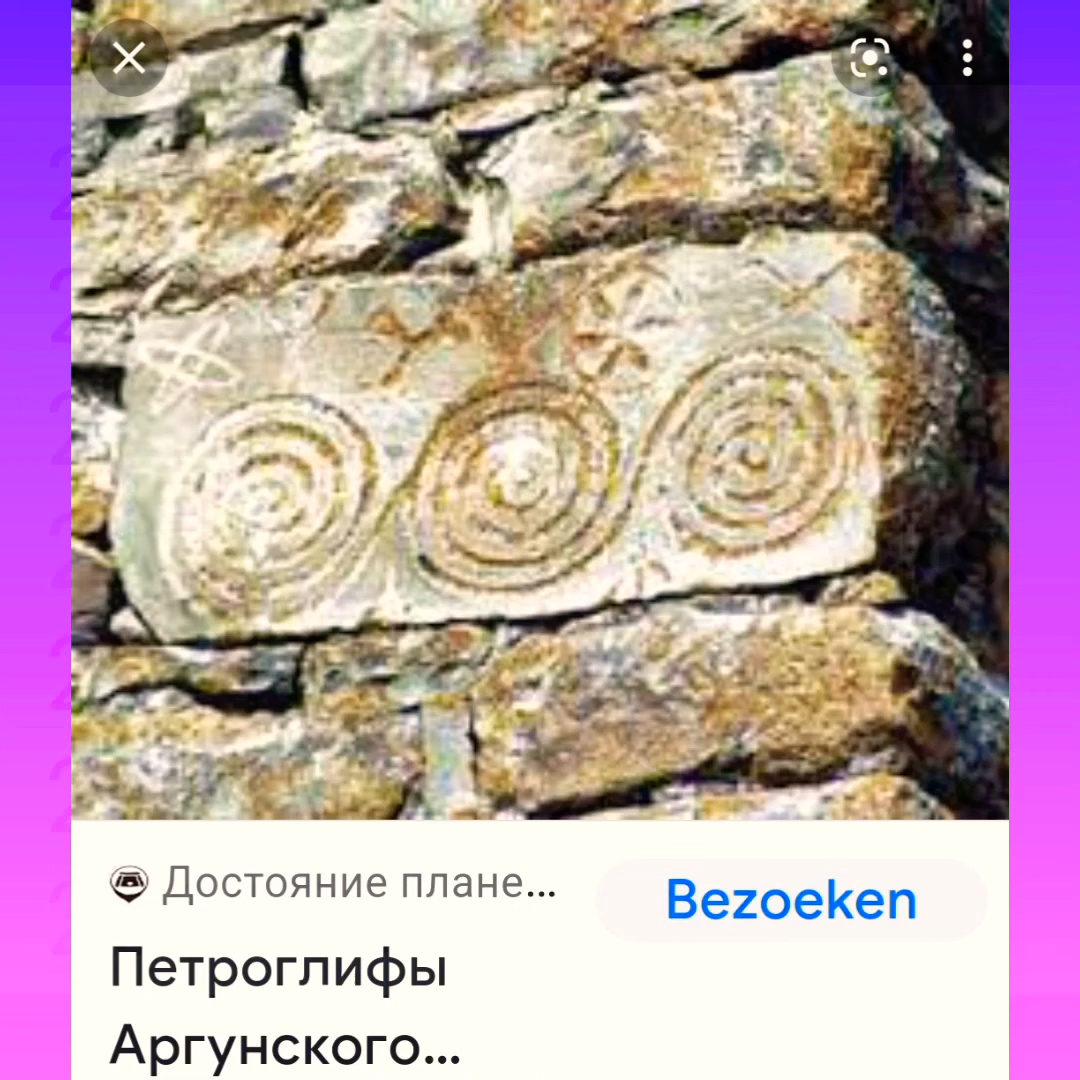 Достояние плане...
Bezoeken
Петроглифы
Аргунского...